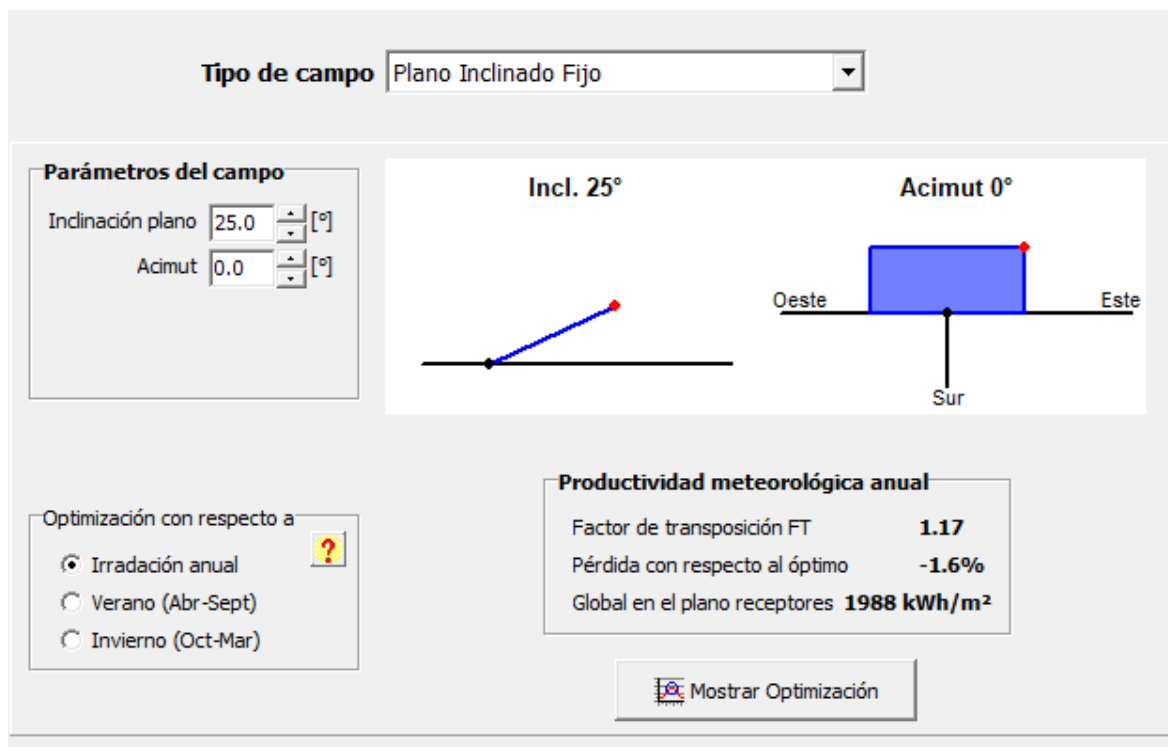 Tipo de campo Plano Inclinado Fijo
Parámetros del campo
Inclinación plano 25.0 [°]
Acimut 0.0 [°]
Incl. 25°
Acimut 0°
Oeste
Este
Sur
Optimización con respecto a
?
Irradación anual
Verano (Abr-Sept)
Invierno (Oct-Mar)
Productividad meteorológica anual
Factor de transposición FT 1.17
Pérdida con respecto al óptimo -1.6%
Global en el plano receptores 1988 kWh/m²
Mostrar Optimización